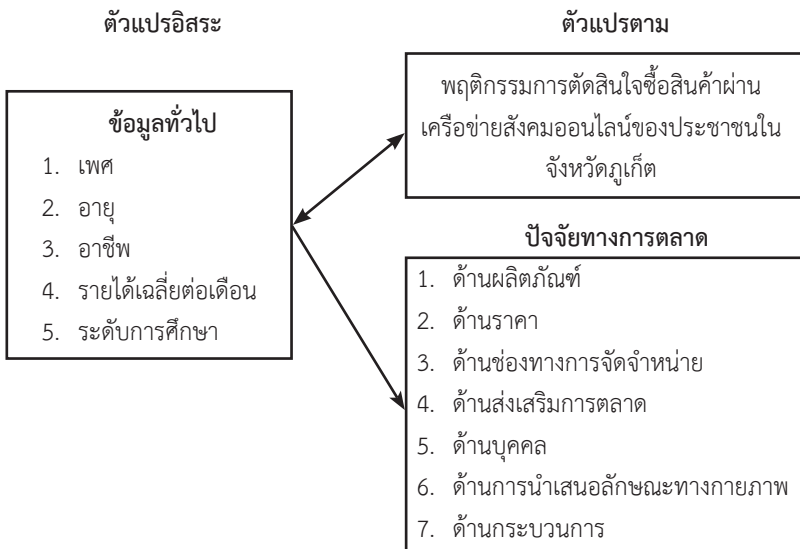 ตัวแปรอิสระ
ตัวแปรตาม
ข้อมูลทั่วไป
1. เพศ
2. อายุ
3. อาชีพ
4. รายได้เฉลี่ยต่อเดือน
5. ระดับการศึกษา
พฤติกรรมการตัดสินใจซื้อสินค้าผ่าน
เครือข่ายสังคมออนไลน์ของประชาชนใน
จังหวัดภูเก็ต
ปัจจัยทางการตลาด
1. ด้านผลิตภัณฑ์
2. ด้านราคา
3. ด้านช่องทางการจัดจำหน่าย
4. ด้านส่งเสริมการตลาด
5. ด้านบุคคล
6. ด้านการนำเสนอลักษณะทางกายภาพ
7. ด้านกระบวนการ